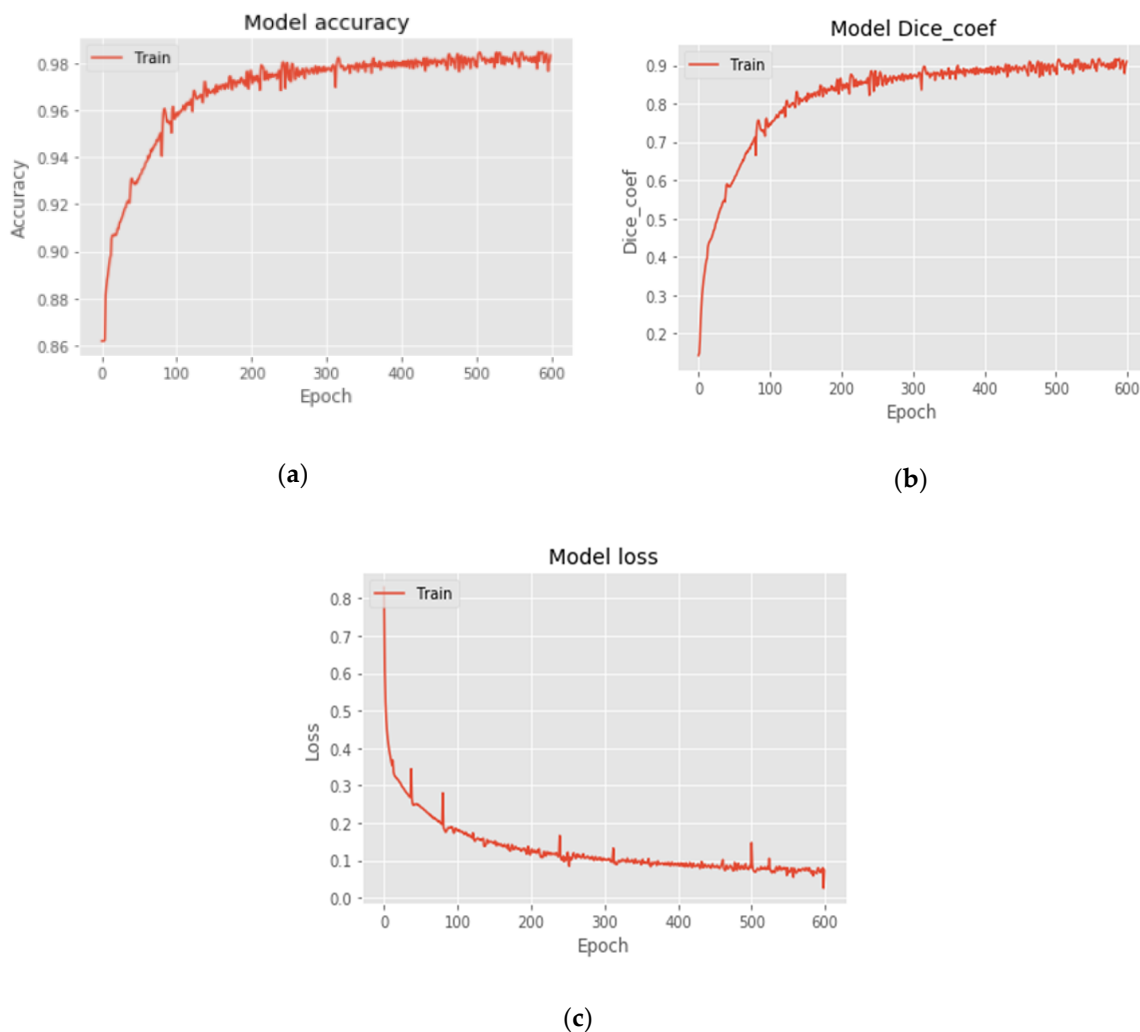 Model accuracy
Train
0.98
0.96
0.94
0.92
0.90
0.88
0.86
Accuracy
0 100 200 300 400 500 600
Epoch
(a)
Model Dice_coef
Train
0.9
0.8
0.7
0.6
0.5
0.4
0.3
0.2
Dice_coef
0 100 200 300 400 500 600
Epoch
(b)
Model loss
Train
0.8
0.7
0.6
0.5
0.4
0.3
0.2
0.1
0.0
Loss
0 100 200 300 400 500 600
Epoch
(c)